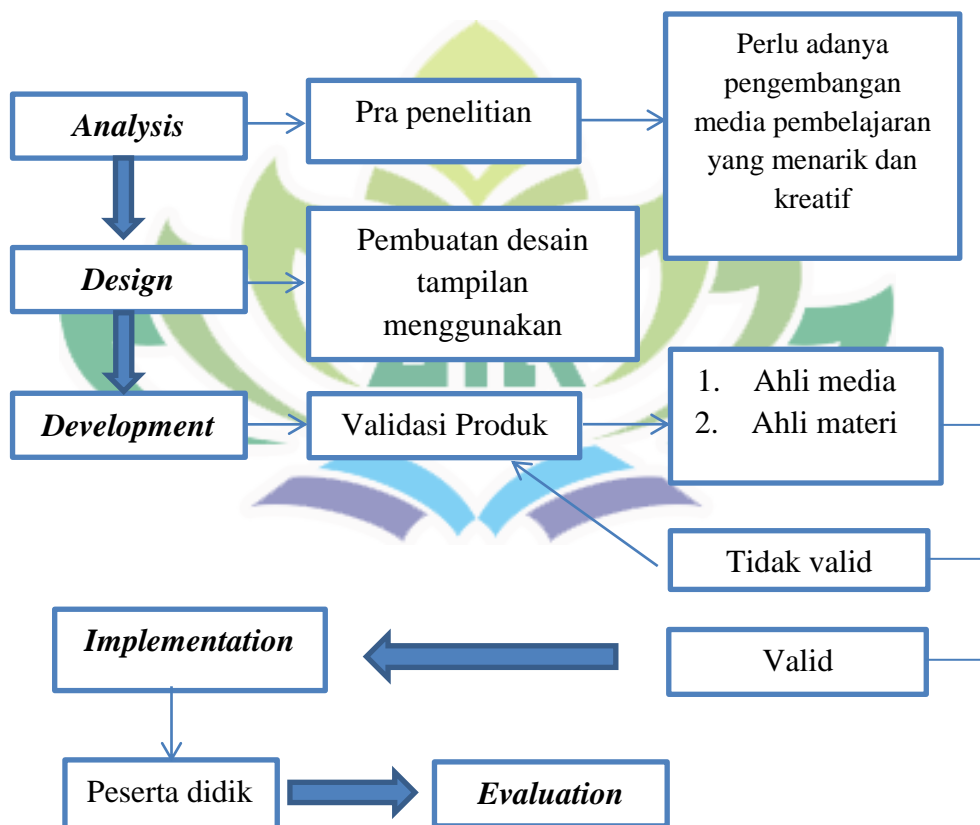 Analysis
Pra penelitian
Perlu adanya
pengembangan
media pembelajaran
yang menarik dan
kreatif
Design
Pembuatan desain
tampilan
menggunakan
Development
Validasi Produk
1. Ahli media
2. Ahli materi
Tidak valid
Implementation
Valid
Peserta didik
Evaluation